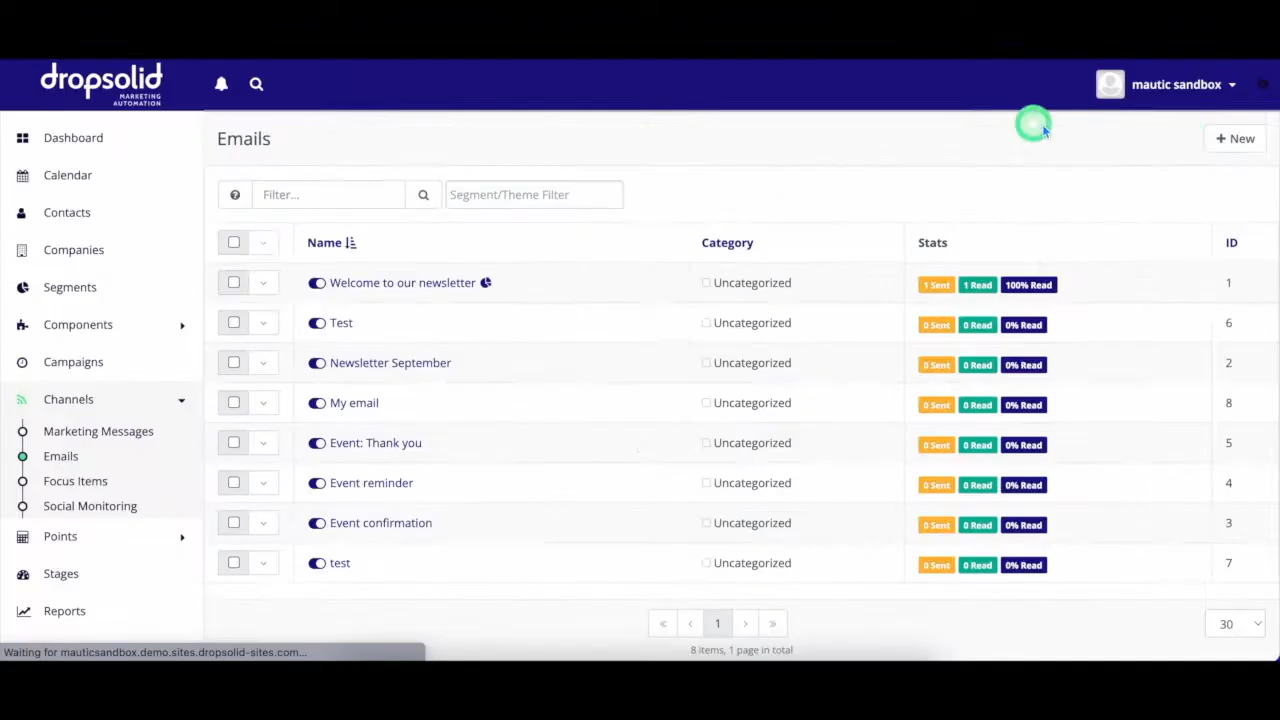 dropsolid
MARKETING
AUTOMATION
mautic sandbox
Dashboard
Calendar
Contacts
Companies
Segments
Components
Campaigns
Channels
Marketing Messages
Emails
Focus Items
Social Monitoring
Points
Stages
Reports
Emails
+ New
Filter...
Segment/Theme Filter
Name Category Stats ID
Welcome to our newsletter Uncategorized 1 Sent 1 Read 100% Read 1
Test Uncategorized 0 Sent 0 Read 0% Read 6
Newsletter September Uncategorized 0 Sent 0 Read 0% Read 2
My email Uncategorized 0 Sent 0 Read 0% Read 8
Event: Thank you Uncategorized 0 Sent 0 Read 0% Read 5
Event reminder Uncategorized 0 Sent 0 Read 0% Read 4
Event confirmation Uncategorized 0 Sent 0 Read 0% Read 3
test Uncategorized 0 Sent 0 Read 0% Read 7
« ‹ 1 › »
30
8 items, 1 page in total
Waiting for mauticsandbox.demo.sites.dropsolid-sites.com...